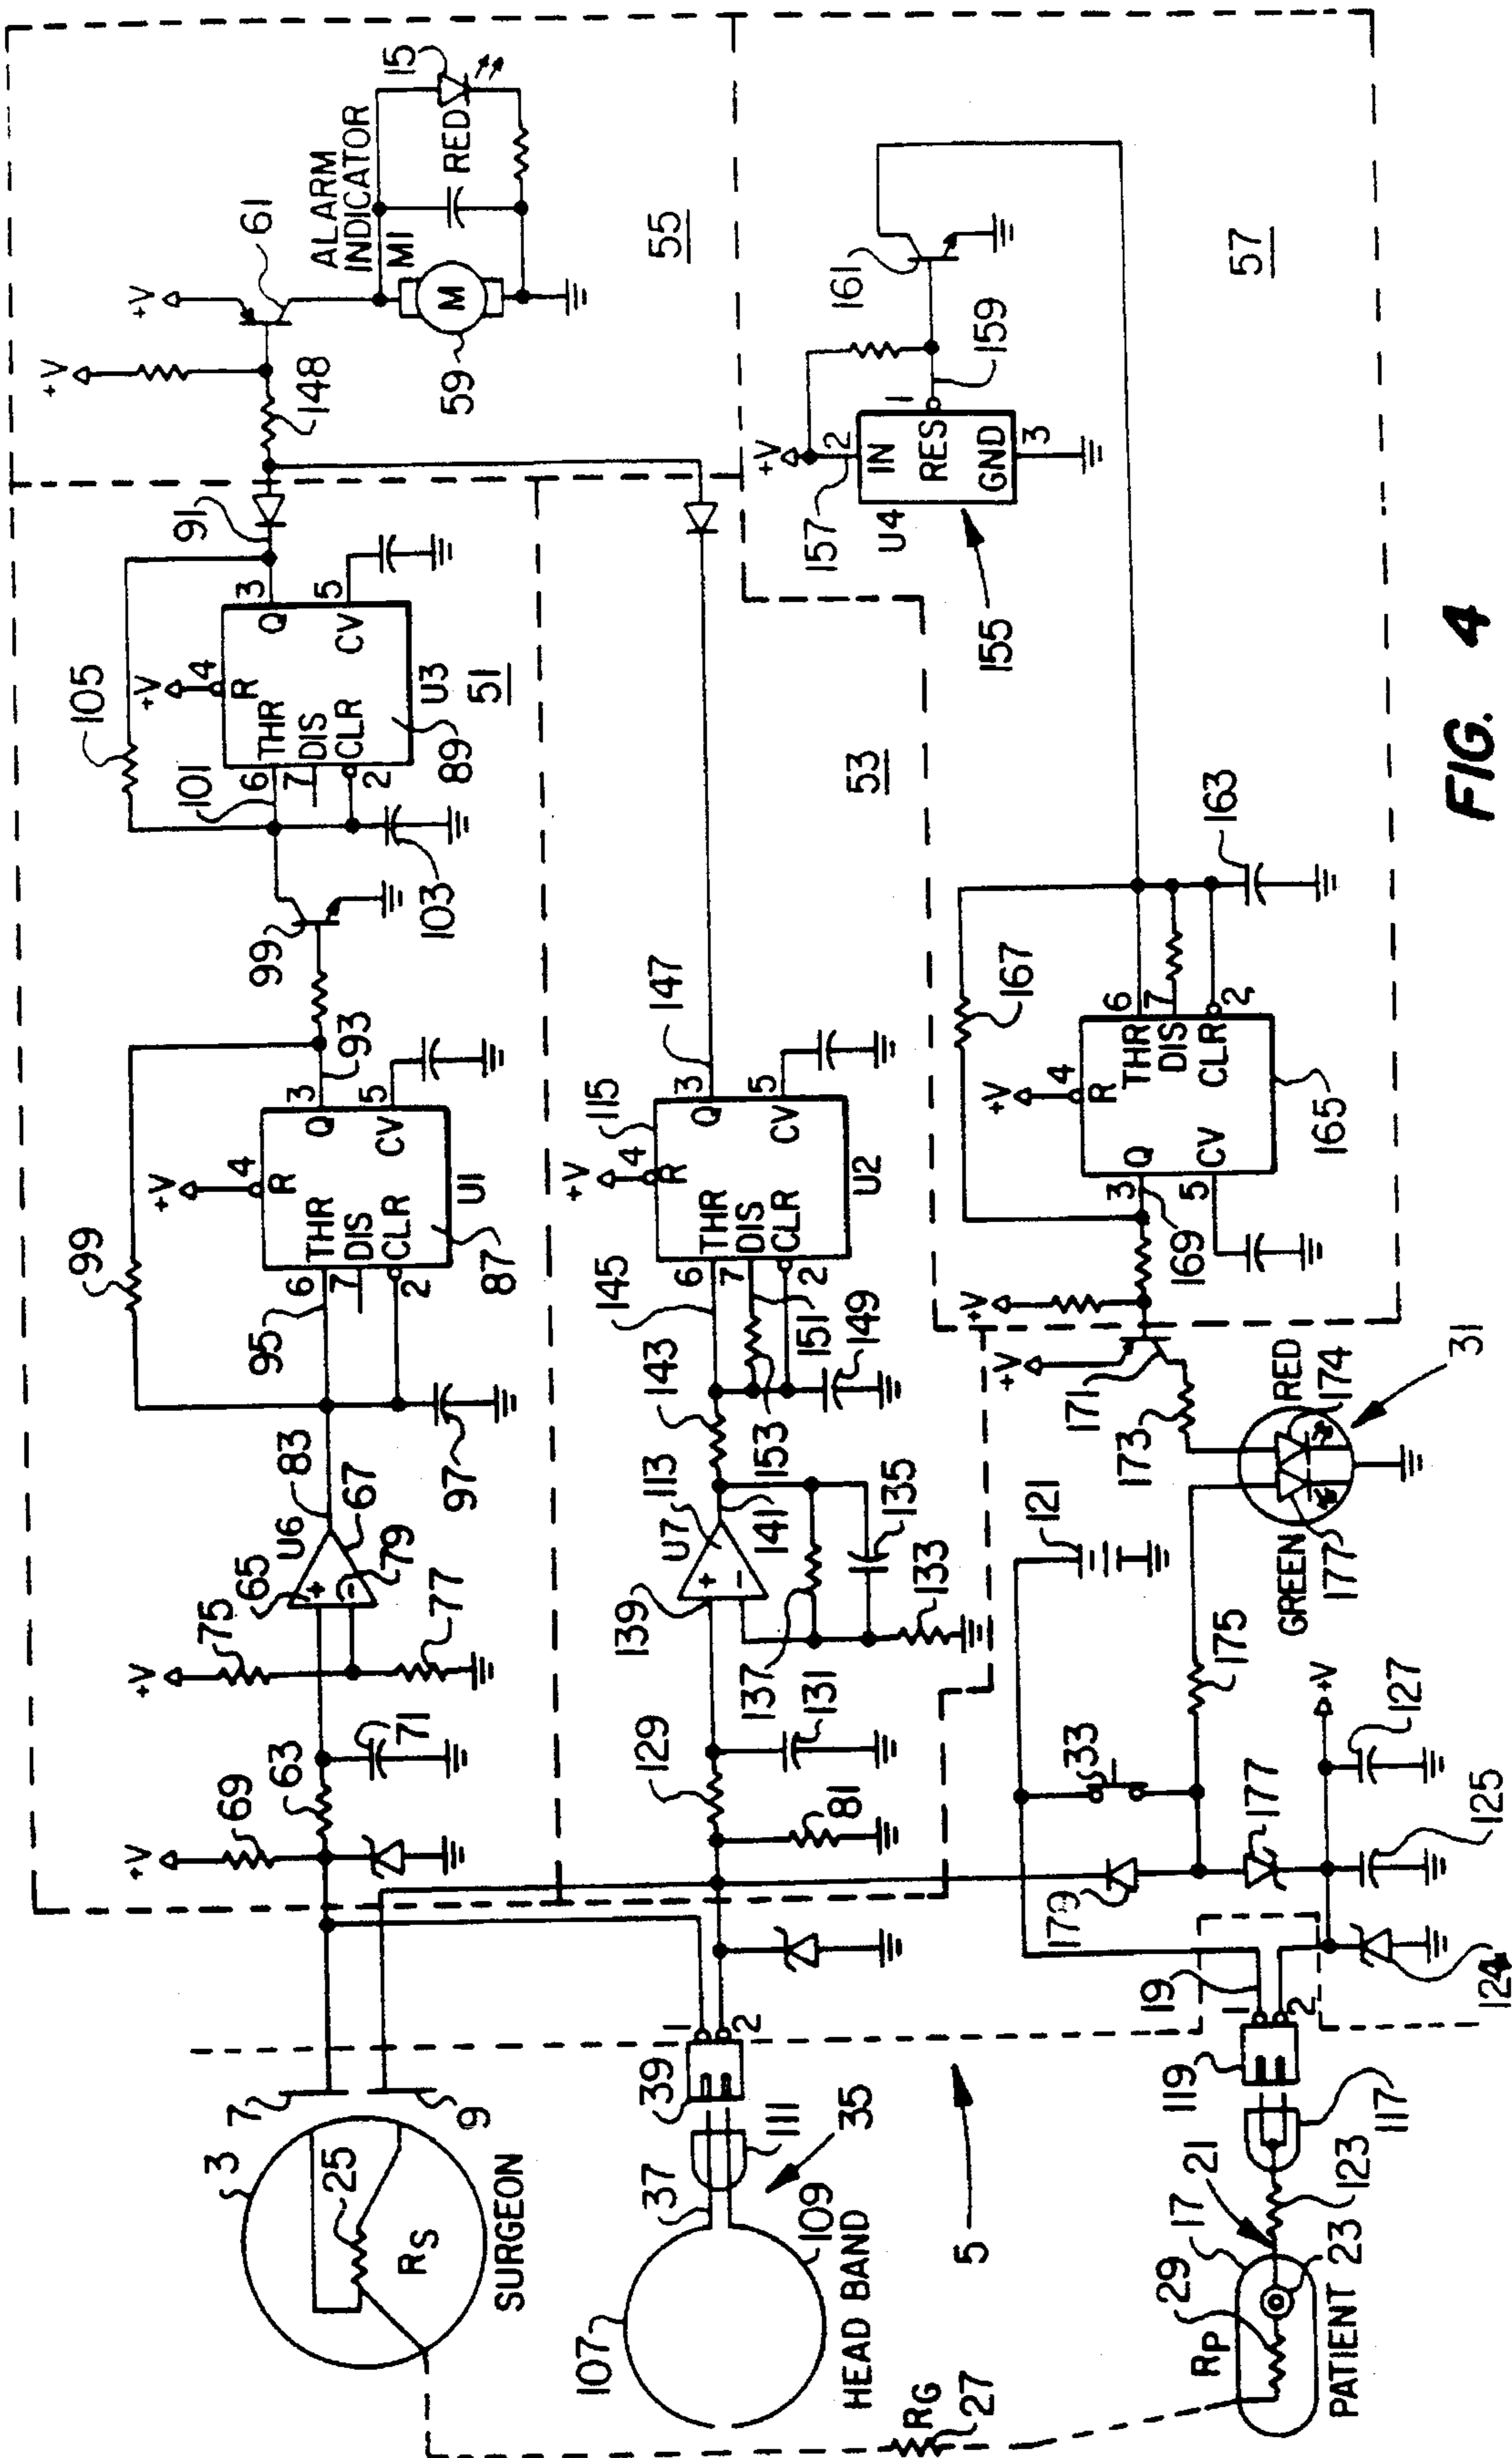 +V
+V
61
ALARM
INDICATOR
M1
15
RED
M
59
148
55
91
105
+V
4
R
Q
3
CV
5
THR
DIS
CLR
6
7
2
101
U3
89
51
103
99
93
99
+V
4
R
Q
3
CV
5
THR
DIS
CLR
6
7
2
95
U1
87
97
83
U6
67
65
+
-
79
75
+V
77
71
63
69
+V
7
9
3
25
RS
SURGEON
53
147
115
+V
4
R
Q
3
CV
5
THR
DIS
CLR
6
7
2
U2
145
151
149
143
153
113
U7
+
-
141
135
137
133
139
131
129
81
1
2
39
111
37
35
107
109
HEAD BAND
5
RG
27
57
161
159
+V
2
157
IN
RES
GND
1
3
U4
155
163
167
6
7
2
THR
DIS
CLR
+V
4
R
Q
3
CV
5
165
169
+V
+V
171
173
RED
174
31
GREEN
177
121
175
33
+V
127
125
177
179
124
19
1
2
119
117
123
21
17
23
29
RP
PATIENT
FIG. 4